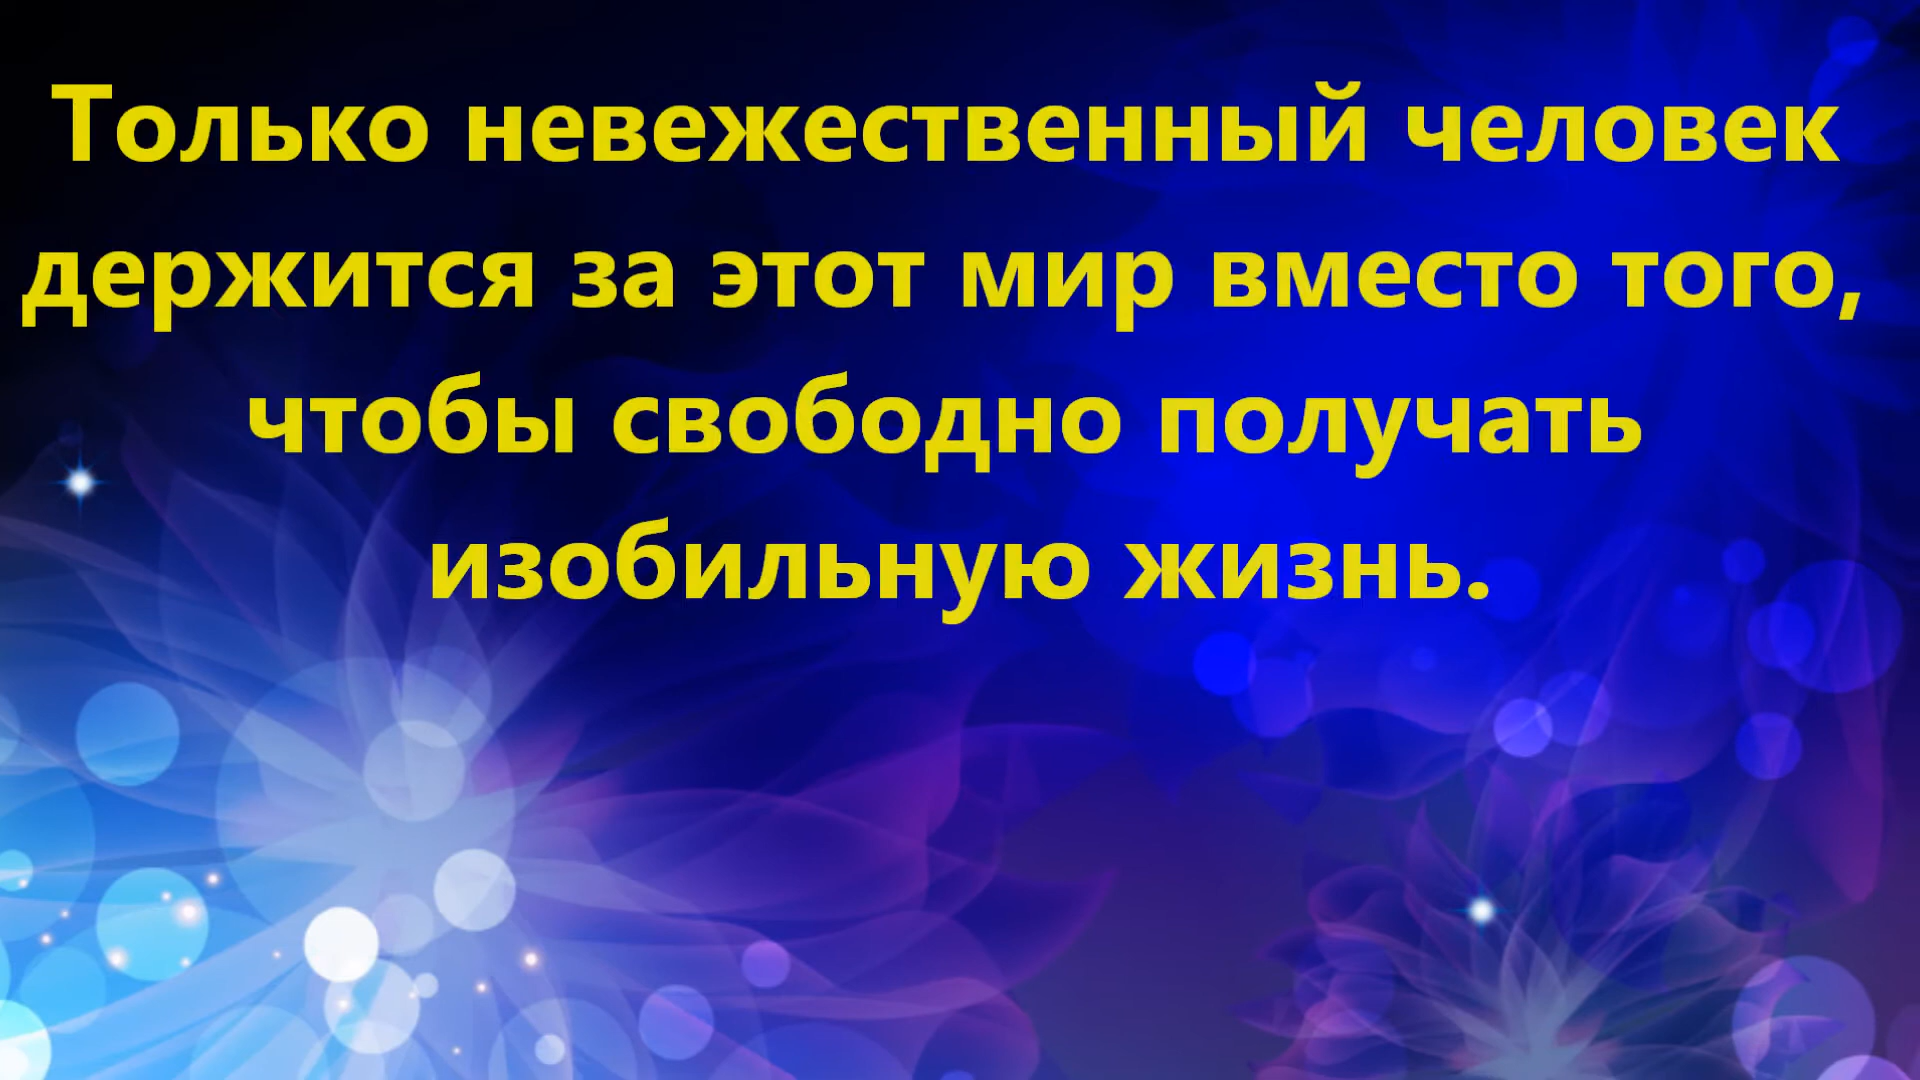 Только невежественный человек
держится за этот мир вместо того,
чтобы свободно получать
изобильную жизнь.